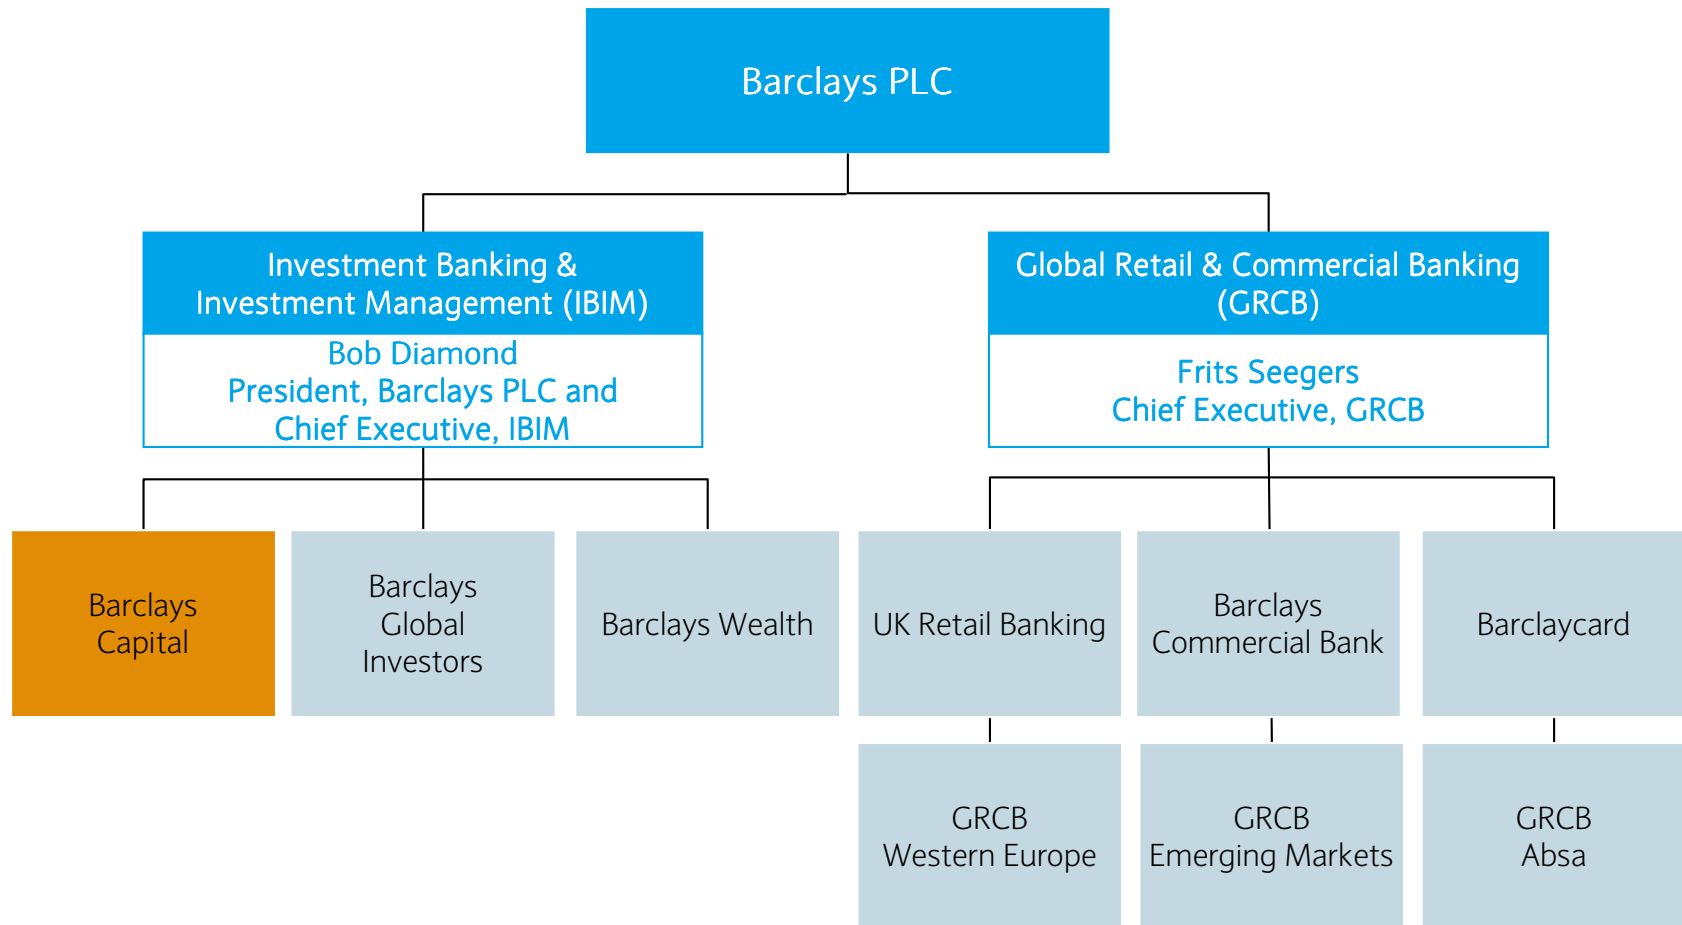 Barclays PLC
Investment Banking &
Investment Management (IBIM)
Bob Diamond
President, Barclays PLC and
Chief Executive, IBIM
Global Retail & Commercial Banking
(GRCB)
Frits Seegers
Chief Executive, GRCB
Barclays
Capital
Barclays
Global
Investors
Barclays Wealth
UK Retail Banking
Barclays
Commercial Bank
Barclaycard
GRCB
Western Europe
GRCB
Emerging Markets
GRCB
Absa